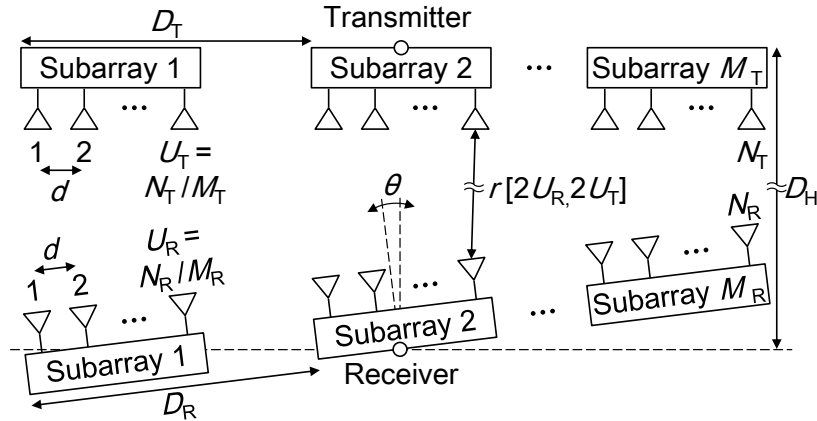 Transmitter
D_T
Subarray 1
Subarray 2
...
Subarray M_T
... ... ...
1 2
d
U_T =
N_T / M_T
N_T
θ
r [2U_R, 2U_T]
D_H
U_R =
N_R / M_R
N_R
d
1 2
... ... ...
Subarray 1
Subarray 2
...
Subarray M_R
Receiver
D_R